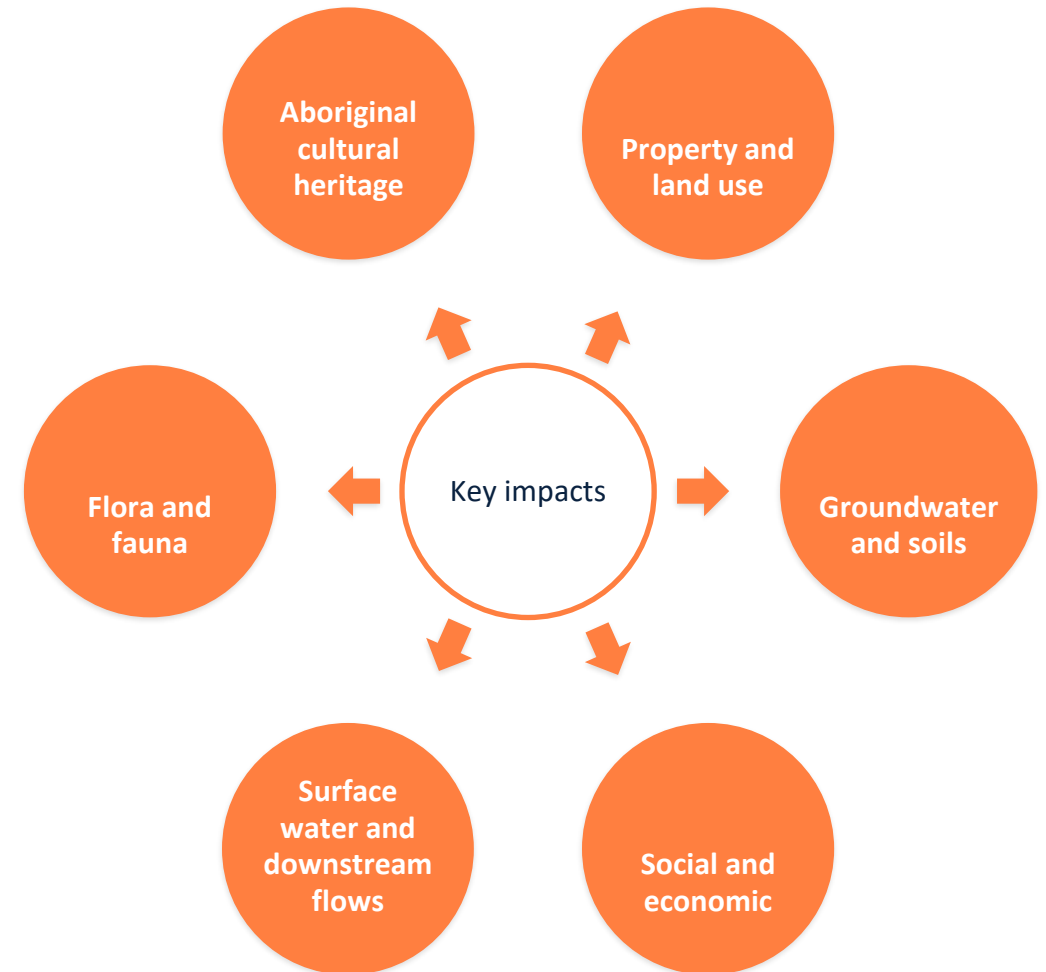 Aboriginal
cultural
heritage
Property and
land use
Flora and
fauna
Key impacts
Groundwater
and soils
Surface
water and
downstream
flows
Social and
economic